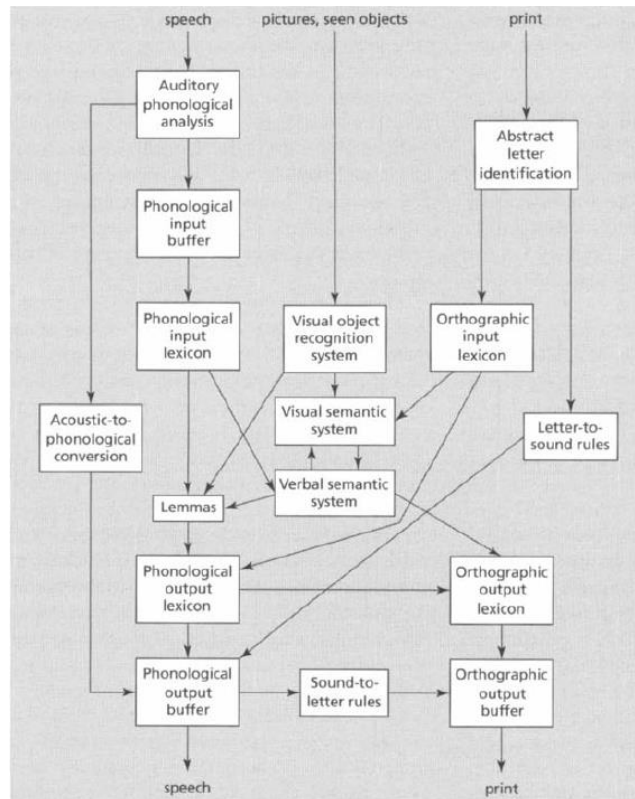 speech
pictures, seen objects
print
Auditory
phonological
analysis
Abstract
letter
identification
Phonological
input
buffer
Phonological
input
lexicon
Visual object
recognition
system
Orthographic
input
lexicon
Acoustic-to-
phonological
conversion
Visual semantic
system
Letter-to-
sound rules
Verbal semantic
system
Lemmas
Phonological
output
lexicon
Orthographic
output
lexicon
Phonological
output
buffer
Sound-to-
letter rules
Orthographic
output
buffer
speech
print